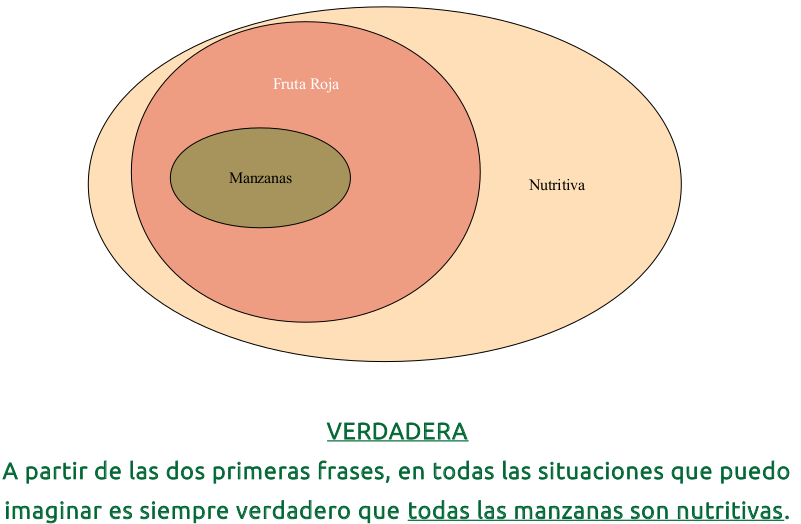 Fruta Roja
Manzanas
Nutritiva
VERDADERA
A partir de las dos primeras frases, en todas las situaciones que puedo
imaginar es siempre verdadero que todas las manzanas son nutritivas.